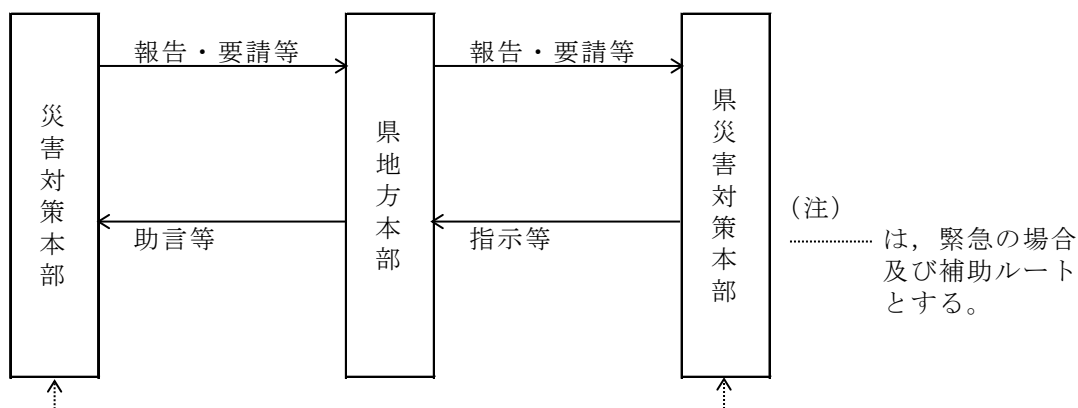 報告・要請等
報告・要請等
災害対策本部
県地方本部
県災害対策本部
助言等
指示等
（注）
は，緊急の場合
及び補助ルート
とする。